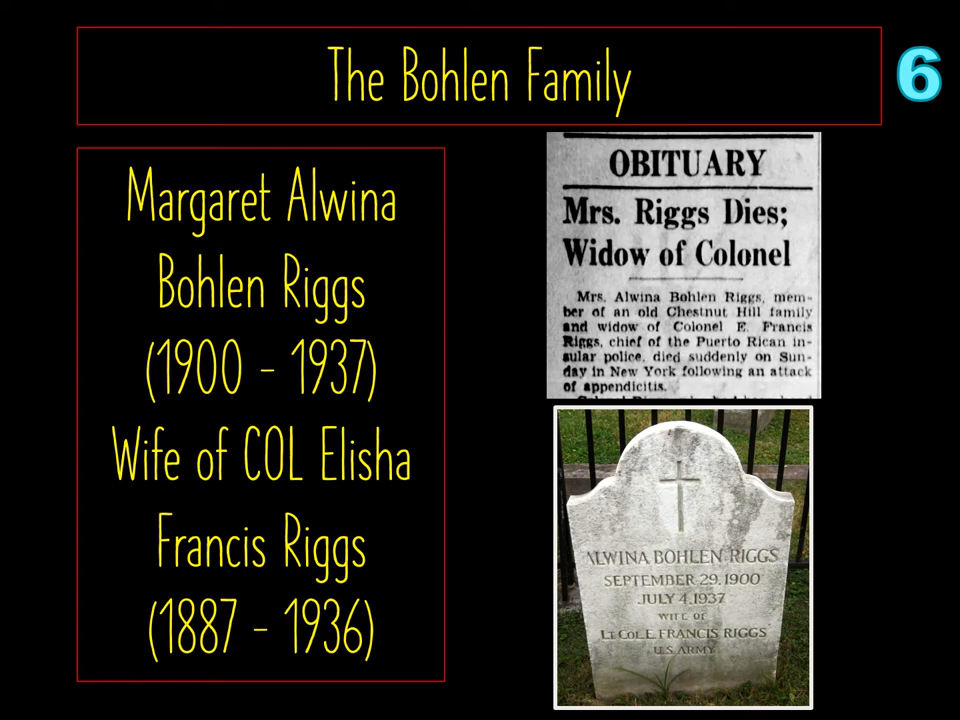 The Bohlen Family
6
Margaret Alwina
Bohlen Riggs
(1900 - 1937)
Wife of COL Elisha
Francis Riggs
(1887 - 1936)
OBITUARY
Mrs. Riggs Dies;
Widow of Colonel
Mrs. Alwina Bohlen Riggs, mem-
ber of an old Chestnut Hill family
and widow of Colonel E. Francis
Riggs, chief of the Puerto Rican in-
sular police, died suddenly on Sun-
day in New York following an attack
of appendicitis.
ALWINA BOHLEN RIGGS
SEPTEMBER 29, 1900
JULY 4, 1937
WIFE OF
LT COL E. FRANCIS RIGGS
U.S. ARMY